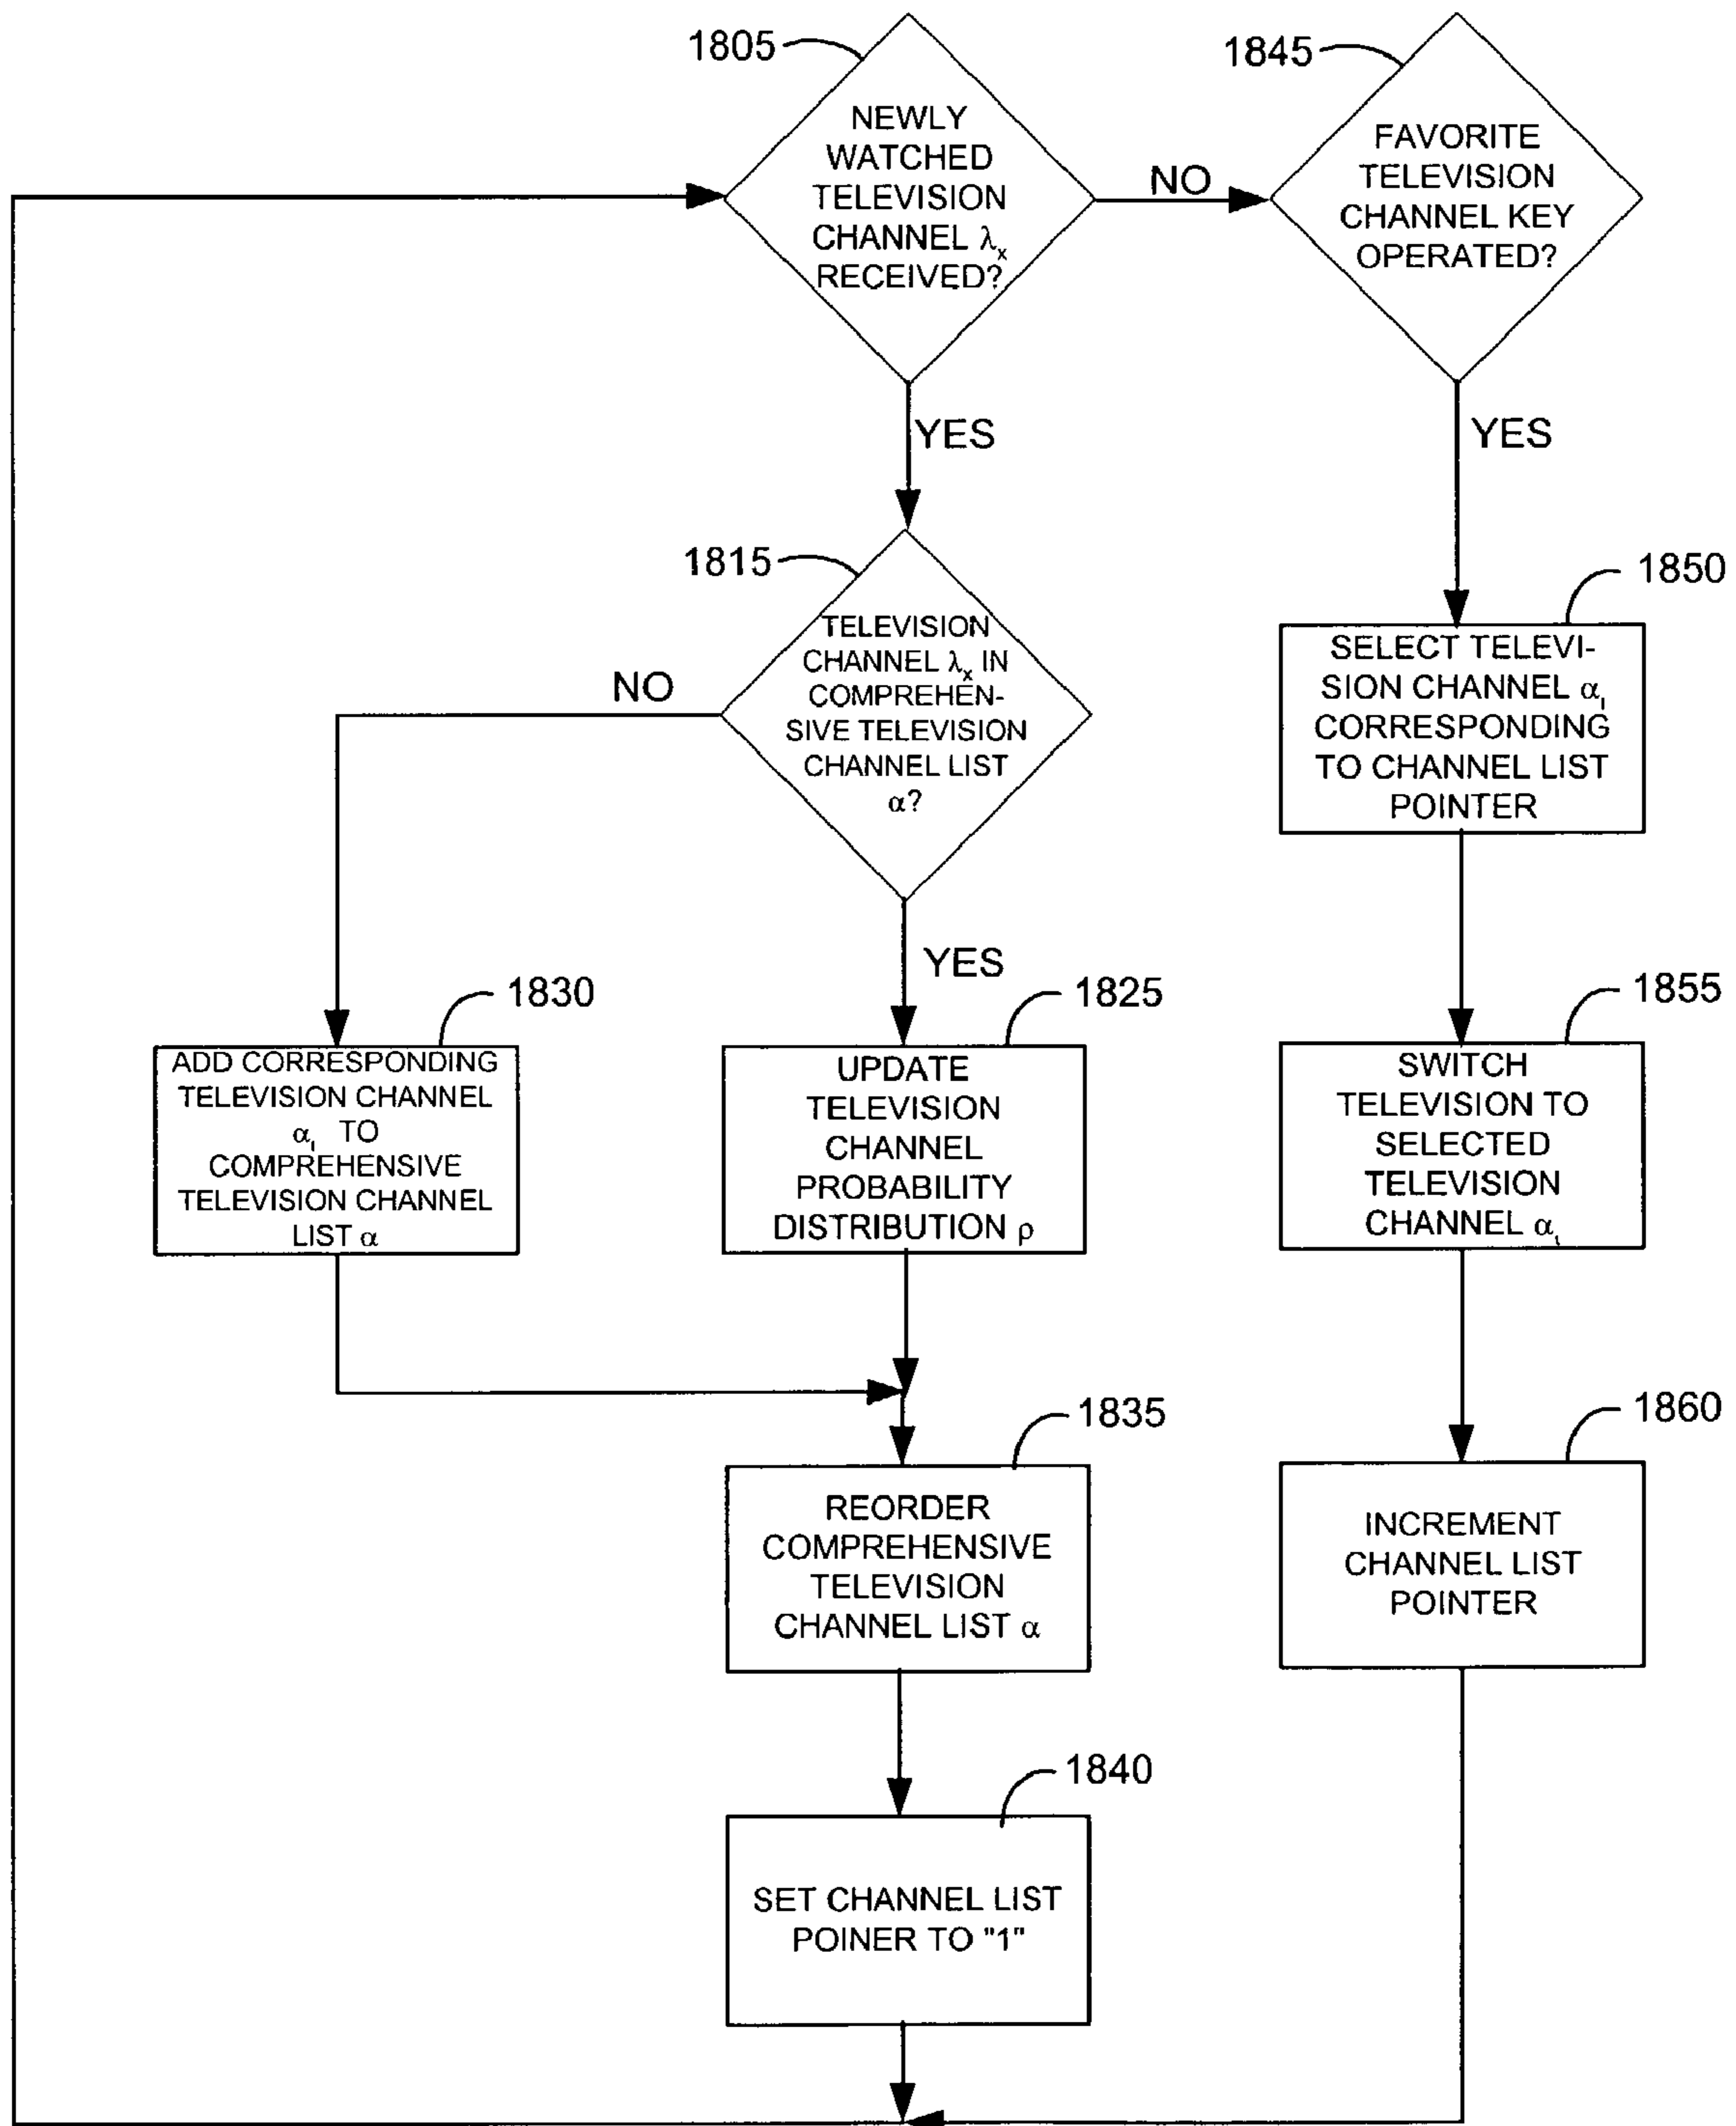 1805
NEWLY
WATCHED
TELEVISION
CHANNEL λx
RECEIVED?
NO
1845
FAVORITE
TELEVISION
CHANNEL KEY
OPERATED?
YES
YES
1815
TELEVISION
CHANNEL λx IN
COMPREHEN-
SIVE TELEVISION
CHANNEL LIST
α?
NO
YES
1850
SELECT TELEVI-
SION CHANNEL αi
CORRESPONDING
TO CHANNEL LIST
POINTER
1830
ADD CORRESPONDING
TELEVISION CHANNEL
αi TO
COMPREHENSIVE
TELEVISION CHANNEL
LIST α
1825
UPDATE
TELEVISION
CHANNEL
PROBABILITY
DISTRIBUTION ρ
1855
SWITCH
TELEVISION TO
SELECTED
TELEVISION
CHANNEL αi
1835
REORDER
COMPREHENSIVE
TELEVISION
CHANNEL LIST α
1860
INCREMENT
CHANNEL LIST
POINTER
1840
SET CHANNEL LIST
POINER TO "1"